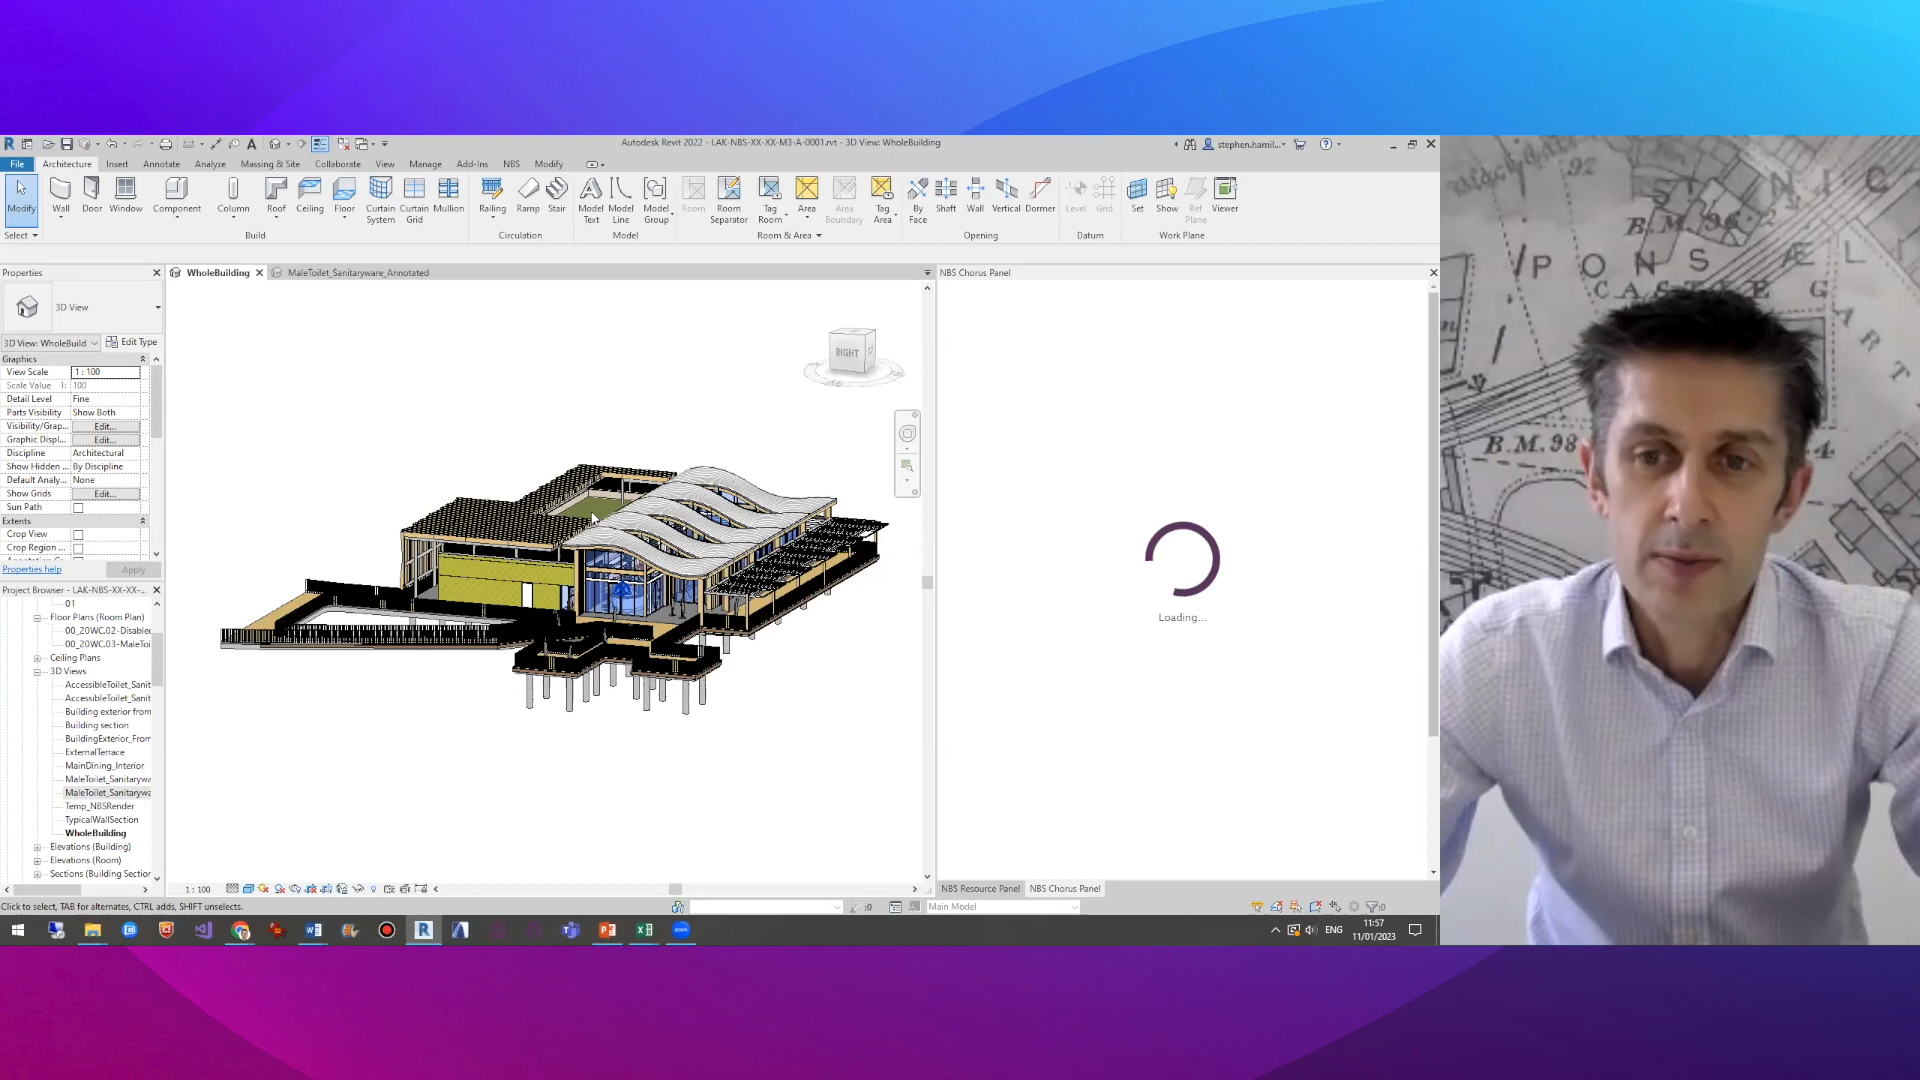 Autodesk Revit 2022 - LAK-NBS-XX-XX-M3-A-0001.rvt - 3D View: WholeBuilding
stephen.hamil...
File Architecture Insert Annotate Analyze Massing & Site Collaborate View Manage Add-Ins NBS Modify
Modify Wall Door Window Component Column Roof Ceiling Floor Curtain System Curtain Grid Mullion Railing Ramp Stair Model Text Model Line Model Group Room Room Separator Tag Room Area Area Boundary Tag Area By Face Shaft Wall Vertical Dormer Level Grid Set Show Ref Plane Viewer
Select Build Circulation Model Room & Area Opening Datum Work Plane
Properties
WholeBuilding MaleToilet_Sanitaryware_Annotated
NBS Chorus Panel
3D View
3D View: WholeBuild Edit Type
Graphics
View Scale 1 : 100
Scale Value 1: 100
Detail Level Fine
Parts Visibility Show Both
Visibility/Grap... Edit...
Graphic Displ... Edit...
Discipline Architectural
Show Hidden ... By Discipline
Default Analy... None
Show Grids Edit...
Sun Path
Extents
Crop View
Crop Region ...
Properties help Apply
Project Browser - LAK-NBS-XX-XX-...
01
Floor Plans (Room Plan)
00_20WC.02-Disabled
00_20WC.03-MaleToi
Ceiling Plans
3D Views
AccessibleToilet_Sanit
AccessibleToilet_Sanit
Building exterior from
Building section
BuildingExterior_From
ExternalTerrace
MainDining_Interior
MaleToilet_Sanitarywa
MaleToilet_Sanitarywa
Temp_NBSRender
TypicalWallSection
WholeBuilding
Elevations (Building)
Elevations (Room)
Sections (Building Section
RIGHT
Loading...
1 : 100
NBS Resource Panel NBS Chorus Panel
Click to select, TAB for alternates, CTRL adds, SHIFT unselects.
:0
Main Model
:0
ENG
11:57
11/01/2023
92
N I C
B.M. 96
P O N S Æ L
CASTLE G
A R T
B.M. 98
.4